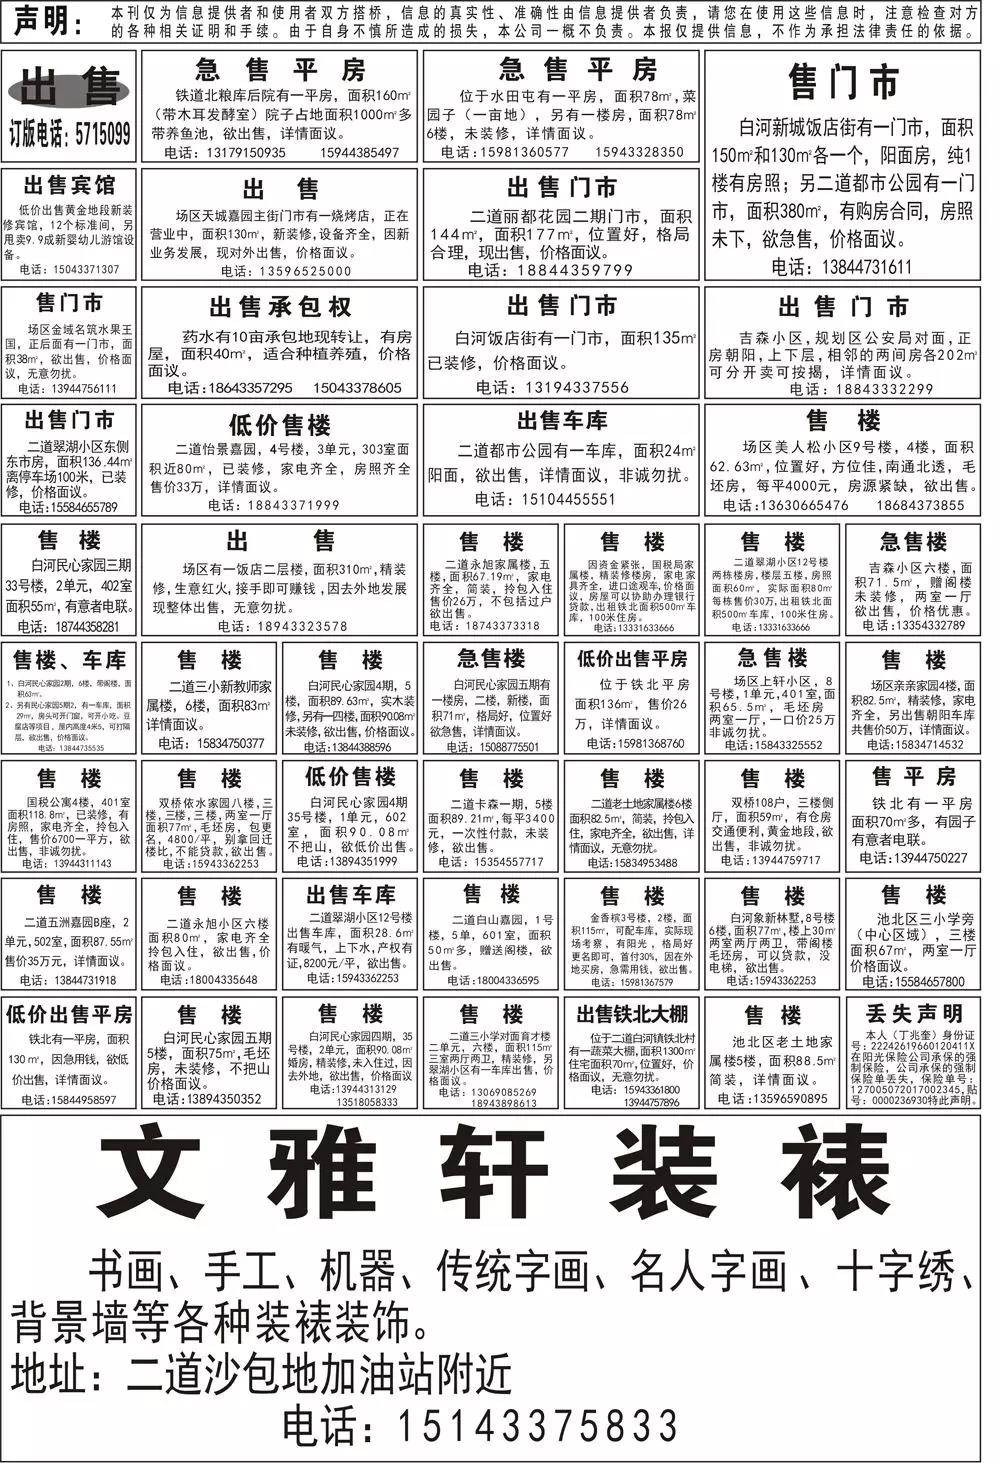 声明：
本刊仅为信息提供者和使用者双方搭桥，信息的真实性、准确性由信息提供者负责，请您在使用这些信息时，注意检查对方
的各种相关证明和手续。由于自身不慎所造成的损失，本公司一概不负责。本报仅提供信息，不作为承担法律责任的依据。
出售
订版电话：5715099
急售平房
铁道北粮库后院有一平房，面积160㎡
（带木耳发酵室）院子占地面积1000㎡多
带养鱼池，欲出售，详情面议。
电话：13179150935 15944385497
急售平房
位于水田屯有一平房，面积78㎡，菜
园子（一亩地），另有一楼房，面积78㎡
6楼，未装修，详情面议。
电话：15981360577 15943328350
售门市
白河新城饭店街有一门市，面积
150㎡和130㎡各一个，阳面房，纯1
楼有房照；另二道都市公园有一门
市，面积380㎡，有购房合同，房照
未下，欲急售，价格面议。
电话：13844731611
出售宾馆
低价出售黄金地段新装
修宾馆，12个标准间，另
甩卖9.9成新婴幼儿游馆设
备。
电话：15043371307
出售
场区天城嘉园主街门市有一烧烤店，正在
营业中，面积130㎡，新装修,设备齐全，因新
业务发展，现对外出售，价格面议。
电话：13596525000
出售门市
二道丽都花园二期门市，面积
144㎡，面积177㎡，位置好，格局
合理，现出售，价格面议。
电话：18844359799
售门市
场区金域名筑水果王
国，正后面有一门市，面
积38㎡，欲出售，价格面
议，无意勿扰。
电话：13944756111
出售承包权
药水有10亩承包地现转让，有房
屋，面积40㎡，适合种植养殖，价格
面议。
电话：18643357295 15043378605
出售门市
白河饭店街有一门市，面积135㎡
已装修，价格面议。
电话：13194337556
出售门市
吉森小区，规划区公安局对面，正
房朝阳，上下层，相邻的两间房各202㎡
可分开卖可按揭，详情面议。
电话：18843332299
出售门市
二道翠湖小区东侧
东市房，面积136.44㎡
离停车场100米，已装
修，价格面议。
电话：15584655789
低价售楼
二道怡景嘉园，4号楼，3单元，303室面
积近80㎡，已装修，家电齐全，房照齐全
售价33万，详情面议。
电话：18843371999
出售车库
二道都市公园有一车库，面积24㎡
阳面，欲出售，详情面议，非诚勿扰。
电话：15104455551
售楼
场区美人松小区9号楼，4楼，面积
62.63㎡,位置好，方位佳,南通北透，毛
坯房，每平4000元，房源紧缺，欲出售。
电话：13630665476 18684373855
售楼
白河民心家园三期
33号楼，2单元，402室
面积55㎡,有意者电联。
电话：18744358281
出售
场区有一饭店二层楼，面积310㎡,精装
修，生意红火，接手即可赚钱，因去外地发展
现整体出售，无意勿扰。
电话：18943323578
售楼
二道永旭家属楼，五
楼，面积67.19㎡，家电
齐全，简装，拎包入住
售价26万，不包括过户
欲出售。
电话：18743373318
售楼
因资金紧张，国税局家
属楼，精装修楼房，家电家
具齐全，进口途观车，价格面
议，房屋可以协助办理银行
贷款，出租铁北面积500㎡车
库，100米住房。
电话：13331633666
售楼
二道翠湖小区12号楼
两栋楼房，楼层五楼，房照
面积60㎡，实际面积80㎡
每栋售价30万,出租铁北面
积500㎡车库，100米住房。
电话：13331633666
急售楼
吉森小区六楼，面
积71.5㎡，赠阁楼
未装修，两室一厅
欲出售，价格优惠。
电话：13354332789
售楼、车库
1、白河民心家园2期，6楼，带阁楼，面
积63㎡。
2、另有民心家园5期2，有一车库，面积
29㎡，房头可开门窗，可开小吃。豆
腐店等项目，屋内高度4米5，可打隔
层，欲出售，价格面议。
电话：13844735535
售楼
二道三小新教师家
属楼，6楼，面积83㎡
详情面议。
电话：15834750377
售楼
白河民心家园4期，5
楼，面积89.63㎡，实木装
修,另有一四楼,面积90.08㎡
未装修,欲出售,价格面议。
电话：13844388596
急售楼
白河民心家园五期有
一楼房，二楼，新楼，面
积71㎡，格局好，位置好
欲急售，详情面议。
电话：15088775501
低价出售平房
位于铁北平房
面积136㎡，售价26
万，详情面议。
电话：15981368760
急售楼
场区上轩小区，8
号楼,1单元,401室,面
积65.5㎡，毛坯房
两室一厅,一口价25万
非诚勿扰。
电话：15843325552
售楼
场区亲亲家园4楼，面
积82.5㎡，精装修，家电
齐全，另出售朝阳车库
共售价50万，详情面议。
电话：15834714532
售楼
国税公寓4楼，401室
面积118.8㎡，已装修，有
房照，家电齐全，拎包入
住，售价6700一平方，欲
出售，非诚勿扰。
电话：13944311143
售楼
双桥依水家园八楼，三
楼,三楼,三楼,两室一厅
面积77㎡,毛坯房，包更
名，4800/平，别拿回迁
楼比,不能贷款,欲出售。
电话：15943362253
低价售楼
白河民心家园4期
35号楼，1单元，602
室，面积90.08㎡
不把山，欲低价出售。
电话：13894351999
售楼
二道卡森一期，5楼
面积89.21㎡,每平3400
元，一次性付款，未装
修，欲出售。
电话：15354557717
售楼
二道老土地家属楼6楼
面积82.5㎡，简装，拎包入
住，家电齐全，欲出售，详
情面议，无意勿扰。
电话：15834953488
售楼
双桥108户，三楼侧
厅，面积59㎡，有仓房
交通便利,黄金地段,欲
出售，非诚勿扰。
电话：13944759717
售平房
铁北有一平房
面积70㎡多，有园子
有意者电联。
电话：13944750227
售楼
二道五洲嘉园B座，2
单元,502室,面积87.55㎡
售价35万元，详情面议。
电话：13844731918
售楼
二道永旭小区六楼
面积80㎡，家电齐全
拎包入住，欲出售,价
格面议。
电话：18004335648
出售车库
二道翠湖小区12号楼
出售车库，面积28.6㎡
有暖气，上下水,产权有
证,8200元/平，欲出售。
电话：15943362253
售楼
二道白山嘉园，1号
楼，5单，601室，面积
50㎡多，赠送阁楼，欲
出售。
电话：18004336595
售楼
金香槟3号楼，2楼，面
积115㎡，可配车库，实际现
场考察，有阳光，格局好
更名即可，首付30%，因在外
地买房，急需用钱，欲出售。
电话：15981367579
售楼
白河象新林墅,8号楼
6楼,面积77㎡,楼上30㎡
两室两厅两卫，带阁楼
毛坯房，可以贷款，没
电梯，欲出售。
电话：15943362253
售楼
池北区三小学旁
（中心区域），三楼
面积67㎡，两室一厅
价格面议。
电话：15584657800
低价出售平房
铁北有一平房，面积
130㎡，因急用钱，欲低
价出售，详情面议。
电话：15844958597
售楼
白河民心家园五期
5楼，面积75㎡,毛坯
房，未装修，不把山
价格面议。
电话：13894350352
售楼
白河民心家园四期，35
号楼，2单元，面积90.08㎡
婚房，精装修，未入住过，因
去外地，欲出售，价格面议
电话：13944313129
13518058333
售楼
二道三小学对面育才楼
二单元，六楼，面积115㎡
三室两厅两卫，精装修，另
翠湖小区有一车库出售，价
格面议。
电话：13069085269
18943898613
出售铁北大棚
位于二道白河镇铁北村
有一蔬菜大棚，面积1300㎡
住宅面积70㎡,位置好，价
格面议，无意勿扰。
电话：15943361800
13944757896
售楼
池北区老土地家
属楼5楼，面积88.5㎡
简装，详情面议。
电话：13596590895
丢失声明
本人（丁兆奎）身份证
号：22242619660120411X
在阳光保险公司承保的强
制保险，公司承保的强制
保险单丢失，保险单号：
1270050720170023​45,贴
号：0000236930特此声明。
文雅轩装裱
书画、手工、机器、传统字画、名人字画、十字绣、
背景墙等各种装裱装饰。
地址：二道沙包地加油站附近
电话：15143375833